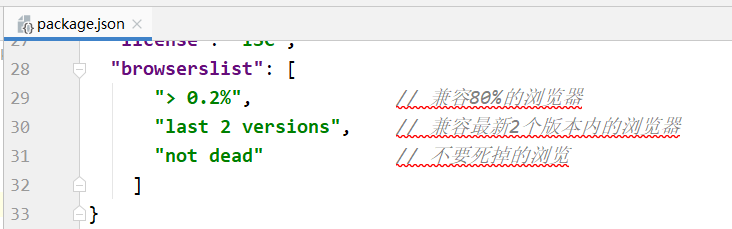 package.json
27 "license": "ISC",
28 "browserslist": [
29 "> 0.2%", // 兼容80%的浏览器
30 "last 2 versions", // 兼容最新2个版本内的浏览器
31 "not dead" // 不要死掉的浏览
32 ]
33 }